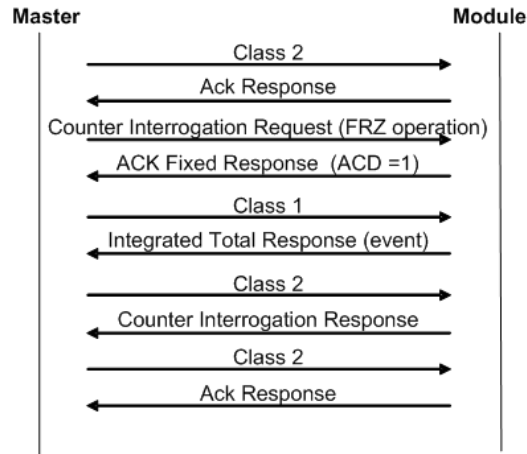 Master
Module
Class 2
Ack Response
Counter Interrogation Request (FRZ operation)
ACK Fixed Response (ACD =1)
Class 1
Integrated Total Response (event)
Class 2
Counter Interrogation Response
Class 2
Ack Response